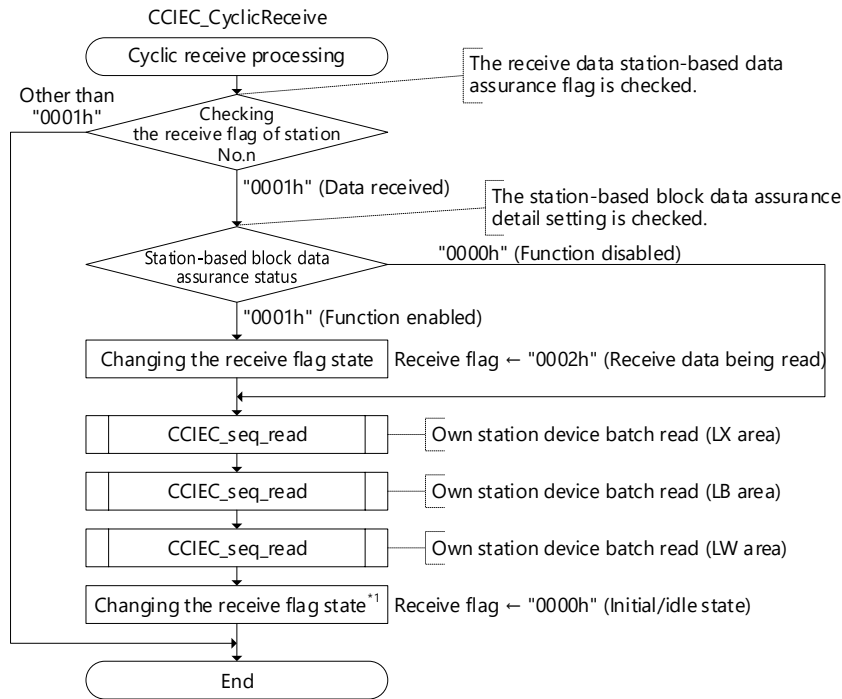 CCIEC_CyclicReceive
Cyclic receive processing
The receive data station-based data
assurance flag is checked.
Other than
"0001h"
Checking
the receive flag of station
No.n
"0001h" (Data received)
The station-based block data assurance
detail setting is checked.
Station-based block data
assurance status
"0000h" (Function disabled)
"0001h" (Function enabled)
Changing the receive flag state
Receive flag ← "0002h" (Receive data being read)
CCIEC_seq_read
Own station device batch read (LX area)
CCIEC_seq_read
Own station device batch read (LB area)
CCIEC_seq_read
Own station device batch read (LW area)
Changing the receive flag state*1
Receive flag ← "0000h" (Initial/idle state)
End